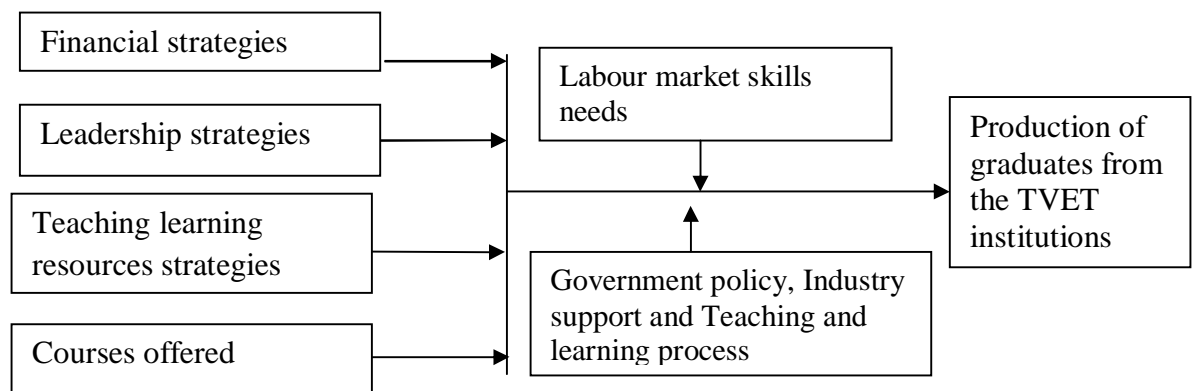 Financial strategies
Leadership strategies
Teaching learning
resources strategies
Courses offered
Labour market skills
needs
Government policy, Industry
support and Teaching and
learning process
Production of
graduates from
the TVET
institutions